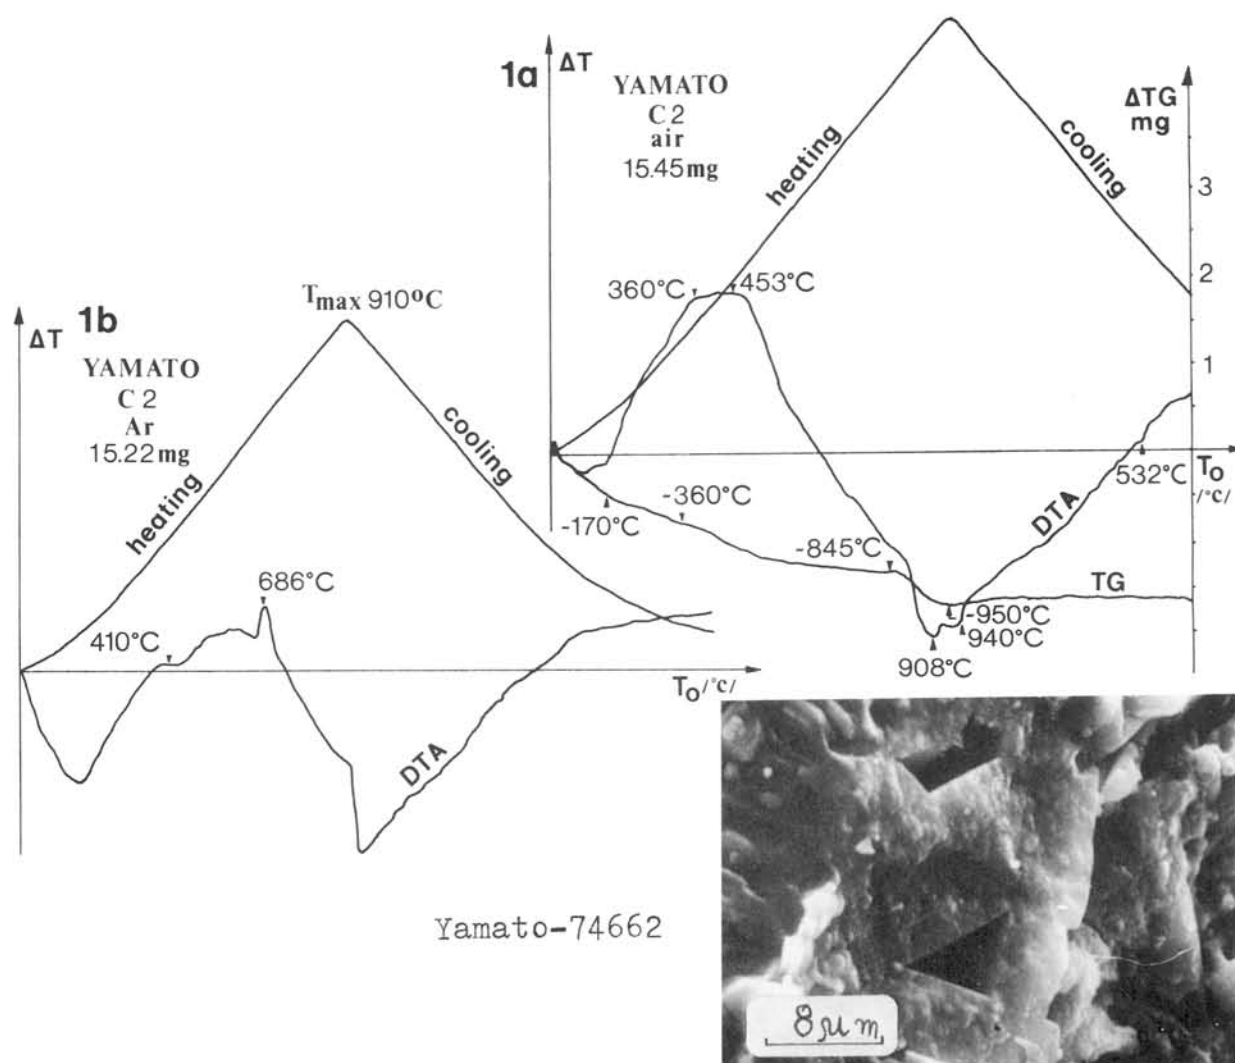 1a
ΔT
YAMATO
C 2
air
15.45mg
heating
cooling
ΔTG
mg
3
2
1
360°C
453°C
-170°C
-360°C
-845°C
DTA
532°C
To
/°C/
TG
-950°C
940°C
908°C
1b
ΔT
YAMATO
C 2
Ar
15.22mg
Tmax 910°C
heating
cooling
410°C
686°C
To/°C/
DTA
Yamato-74662
8μm